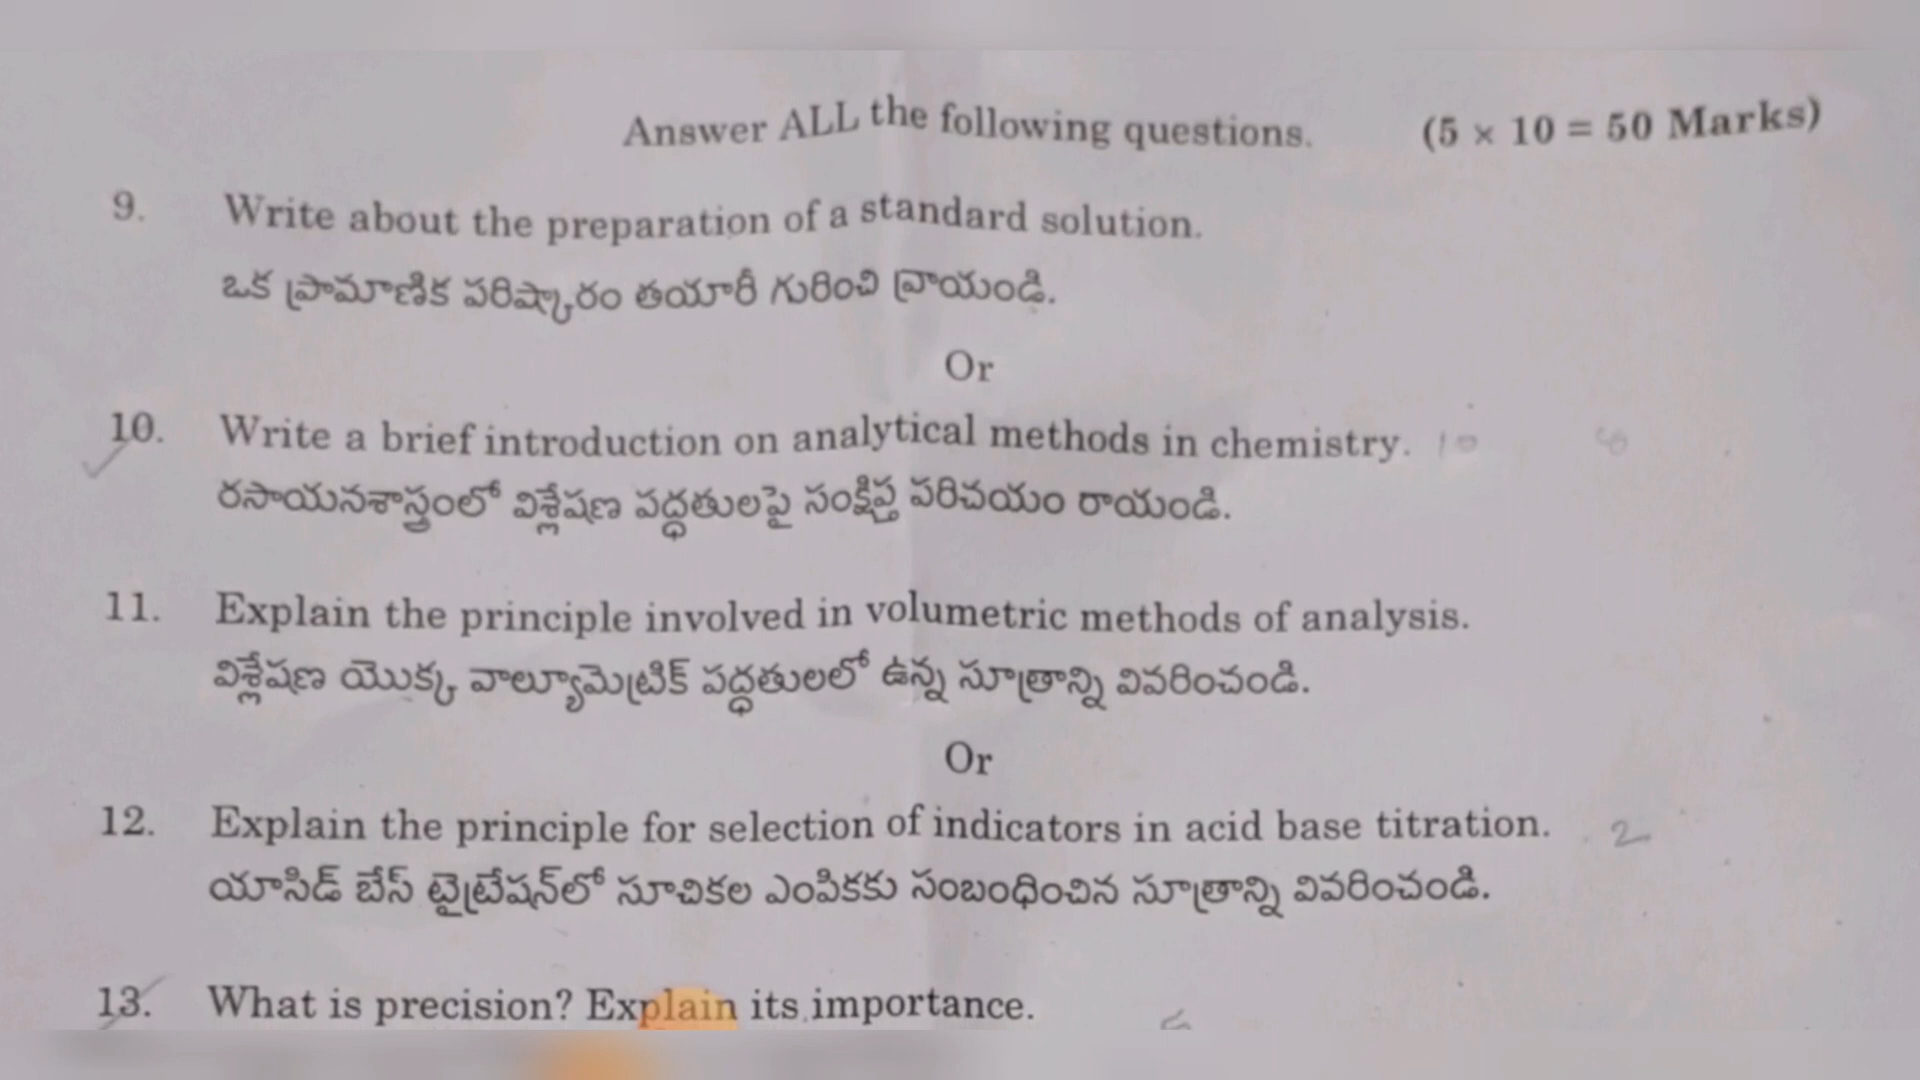 Answer ALL the following questions. (5 × 10 = 50 Marks)
9. Write about the preparation of a standard solution.
ఒక ప్రామాణిక పరిష్కారం తయారీ గురించి వ్రాయండి.
Or
10. Write a brief introduction on analytical methods in chemistry. 10
రసాయనశాస్త్రంలో విశ్లేషణ పద్ధతులపై సంక్షిప్త పరిచయం రాయండి.
11. Explain the principle involved in volumetric methods of analysis.
విశ్లేషణ యొక్క వాల్యూమెట్రిక్ పద్ధతులలో ఉన్న సూత్రాన్ని వివరించండి.
Or
12. Explain the principle for selection of indicators in acid base titration. 2
యాసిడ్ బేస్ టైట్రేషన్‌లో సూచికల ఎంపికకు సంబంధించిన సూత్రాన్ని వివరించండి.
13. What is precision? Explain its importance.